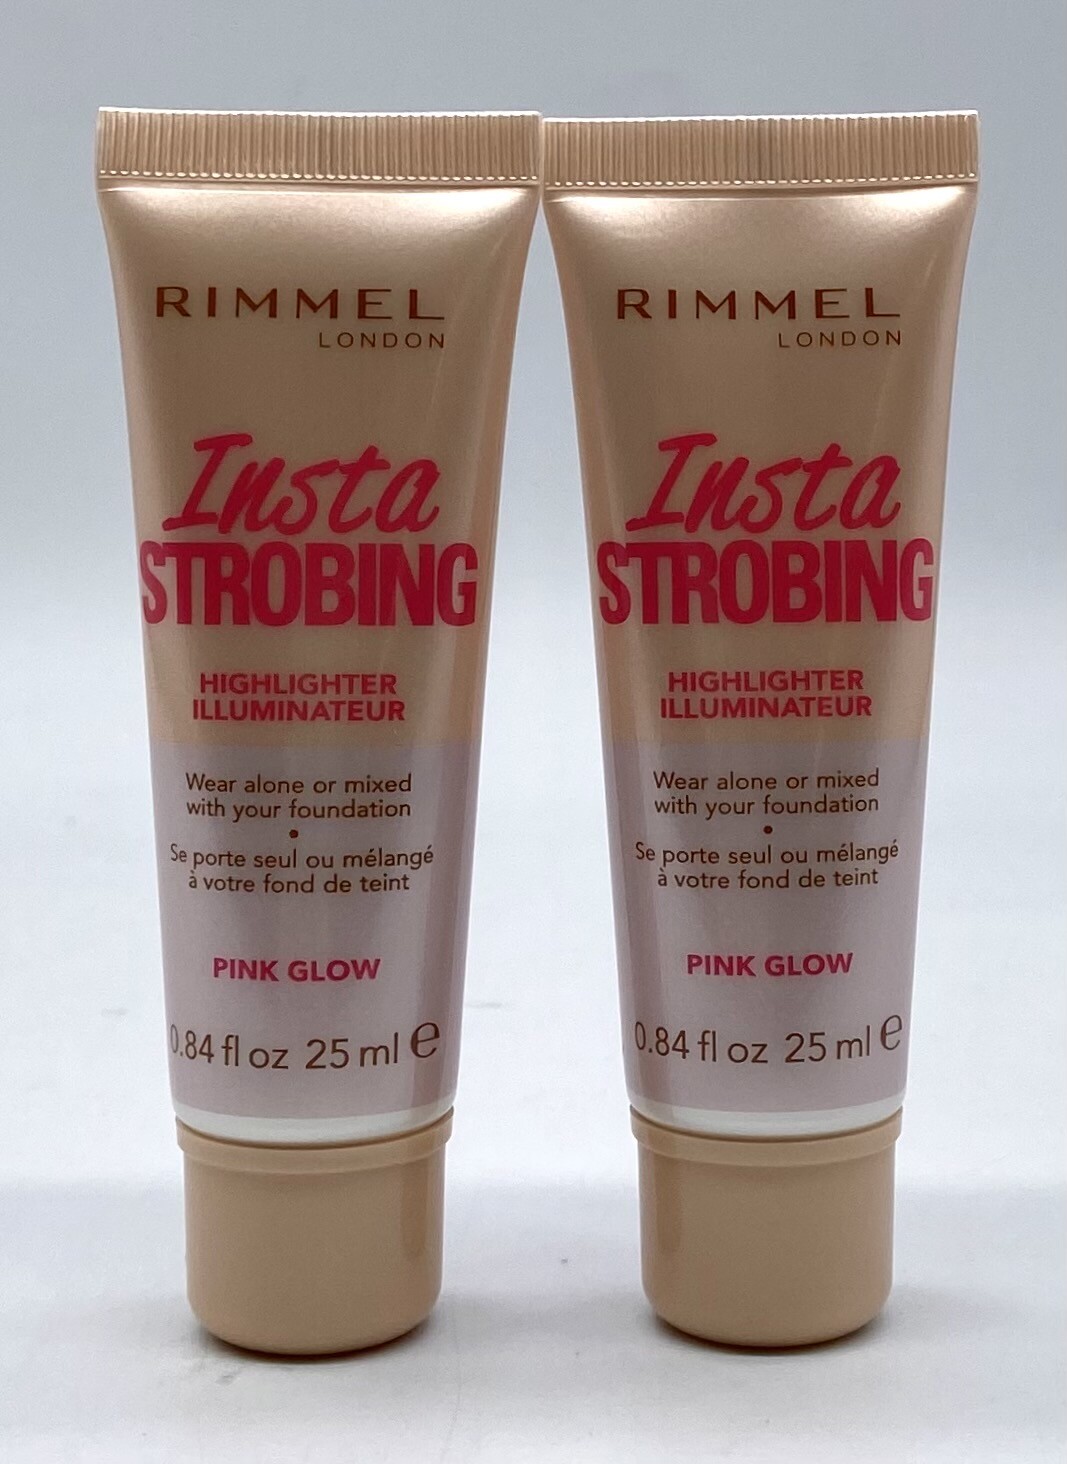 RIMMEL
LONDON
Insta
STROBING
HIGHLIGHTER
ILLUMINATEUR
Wear alone or mixed
with your foundation
•
Se porte seul ou mélangé
à votre fond de teint
PINK GLOW
0.84 fl oz 25 ml ℮
RIMMEL
LONDON
Insta
STROBING
HIGHLIGHTER
ILLUMINATEUR
Wear alone or mixed
with your foundation
•
Se porte seul ou mélangé
à votre fond de teint
PINK GLOW
0.84 fl oz 25 ml ℮